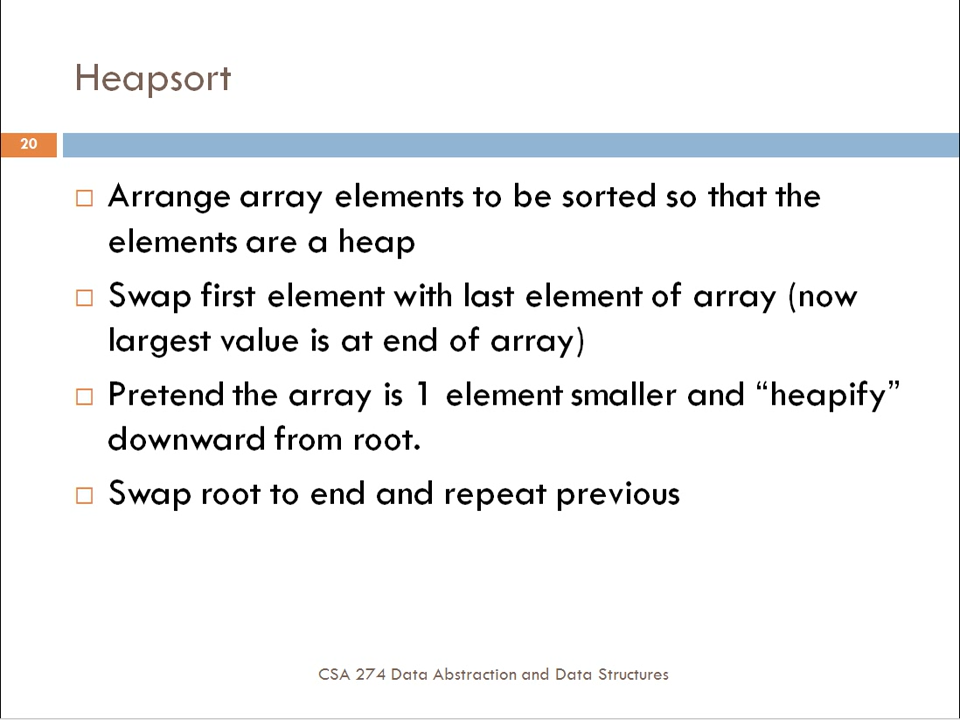 Heapsort
20
Arrange array elements to be sorted so that the
elements are a heap
Swap first element with last element of array (now
largest value is at end of array)
Pretend the array is 1 element smaller and “heapify”
downward from root.
Swap root to end and repeat previous
CSA 274 Data Abstraction and Data Structures